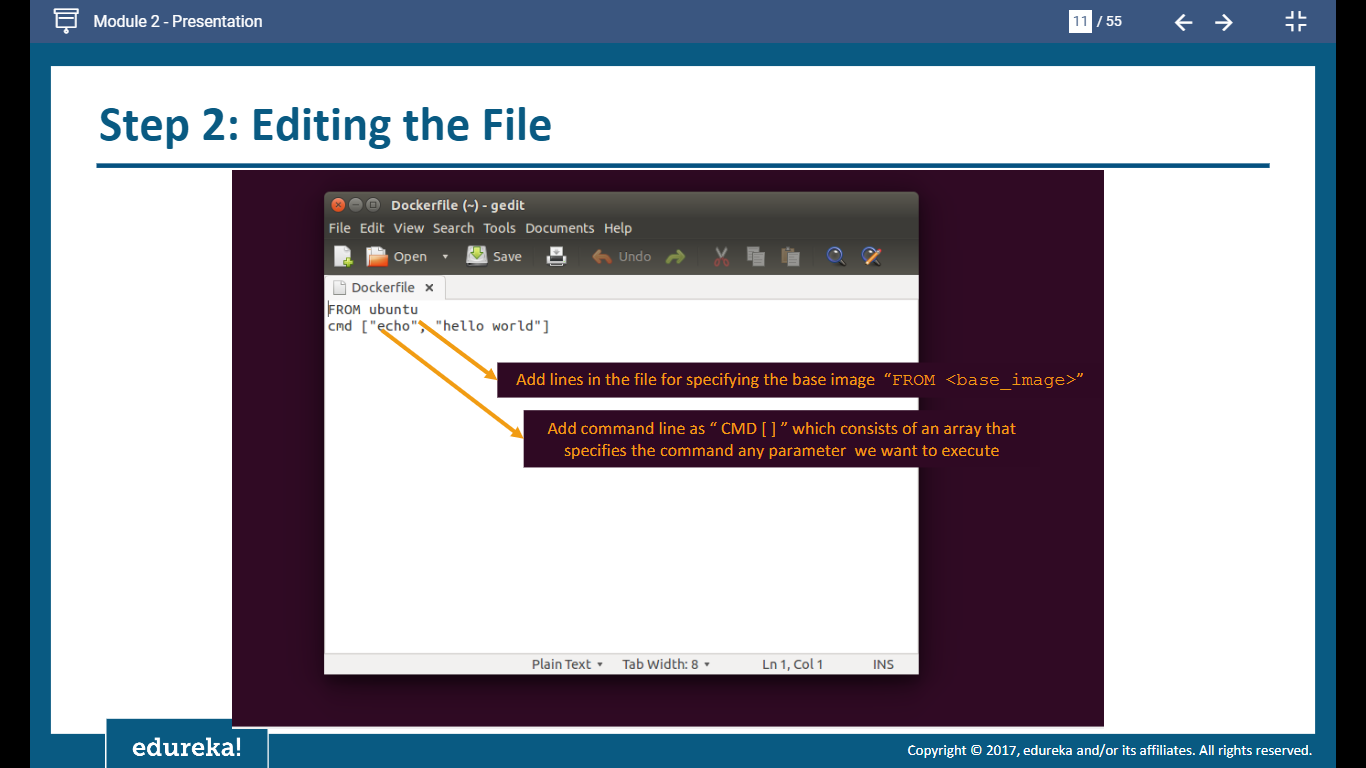 Module 2 - Presentation
11 / 55
Step 2: Editing the File
Dockerfile (~) - gedit
File Edit View Search Tools Documents Help
Open Save Undo
Dockerfile
FROM ubuntu
cmd ["echo", "hello world"]
Add lines in the file for specifying the base image “FROM <base_image>”
Add command line as “ CMD [ ] ” which consists of an array that
specifies the command any parameter we want to execute
Plain Text Tab Width: 8 Ln 1, Col 1 INS
edureka!
Copyright © 2017, edureka and/or its affiliates. All rights reserved.